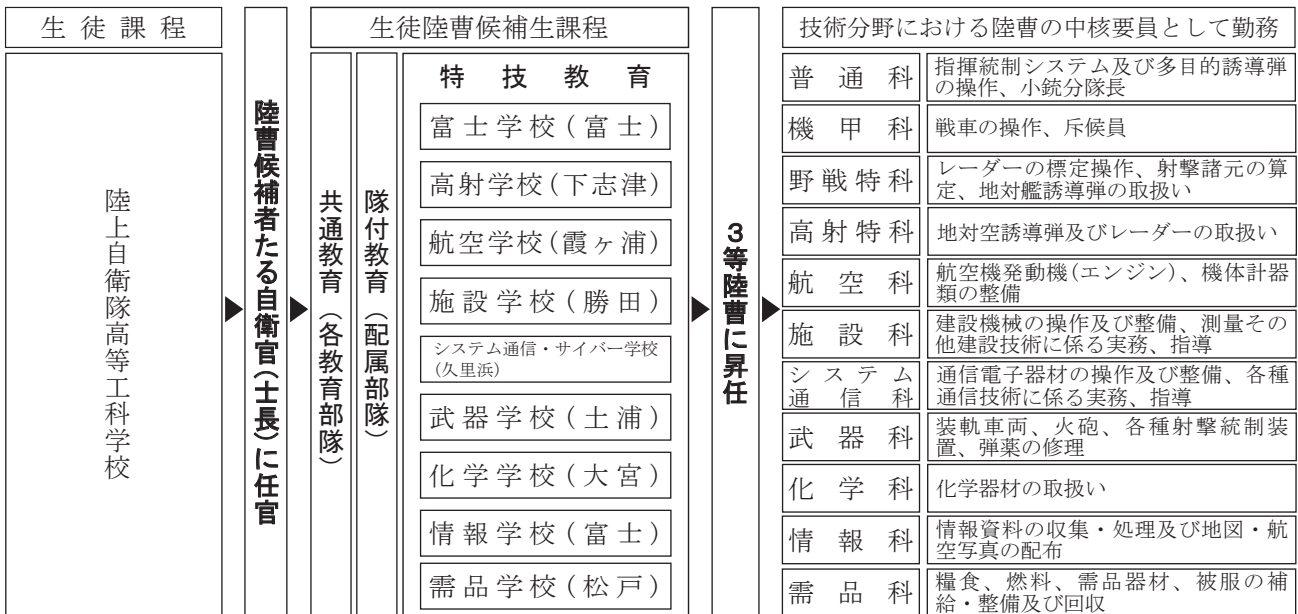 生徒課程
陸上自衛隊高等工科学校
陸曹候補者たる自衛官(士長)に任官
生徒陸曹候補生課程
共通教育(各教育部隊)
隊付教育(配属部隊)
特技教育
富士学校(富士)
高射学校(下志津)
航空学校(霞ヶ浦)
施設学校(勝田)
システム通信・サイバー学校
(久里浜)
武器学校(土浦)
化学学校(大宮)
情報学校(富士)
需品学校(松戸)
3等陸曹に昇任
技術分野における陸曹の中核要員として勤務
普通科
指揮統制システム及び多目的誘導弾
の操作、小銃分隊長
機甲科
戦車の操作、斥候員
野戦特科
レーダーの標定操作、射撃諸元の算
定、地対艦誘導弾の取扱い
高射特科
地対空誘導弾及びレーダーの取扱い
航空科
航空機発動機(エンジン)、機体計器
類の整備
施設科
建設機械の操作及び整備、測量その
他建設技術に係る実務、指導
システム
通信科
通信電子器材の操作及び整備、各種
通信技術に係る実務、指導
武器科
装軌車両、火砲、各種射撃統制装
置、弾薬の修理
化学科
化学器材の取扱い
情報科
情報資料の収集・処理及び地図・航
空写真の配布
需品科
糧食、燃料、需品器材、被服の補
給・整備及び回収